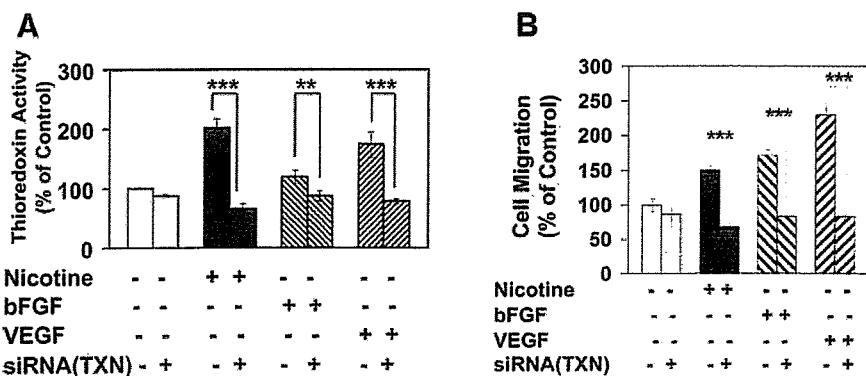 A
Thioredoxin Activity
(% of Control)
300
200
100
0
*** ** ***
Nicotine - - + + - - - -
bFGF - - - - + + - -
VEGF - - - - - - + +
siRNA(TXN) - + - + - + - +
B
Cell Migration
(% of Control)
300
250
200
150
100
50
0
*** *** ***
Nicotine - - + + - - - -
bFGF - - - - + + - -
VEGF - - - - - - + +
siRNA(TXN) - + - + - + - +